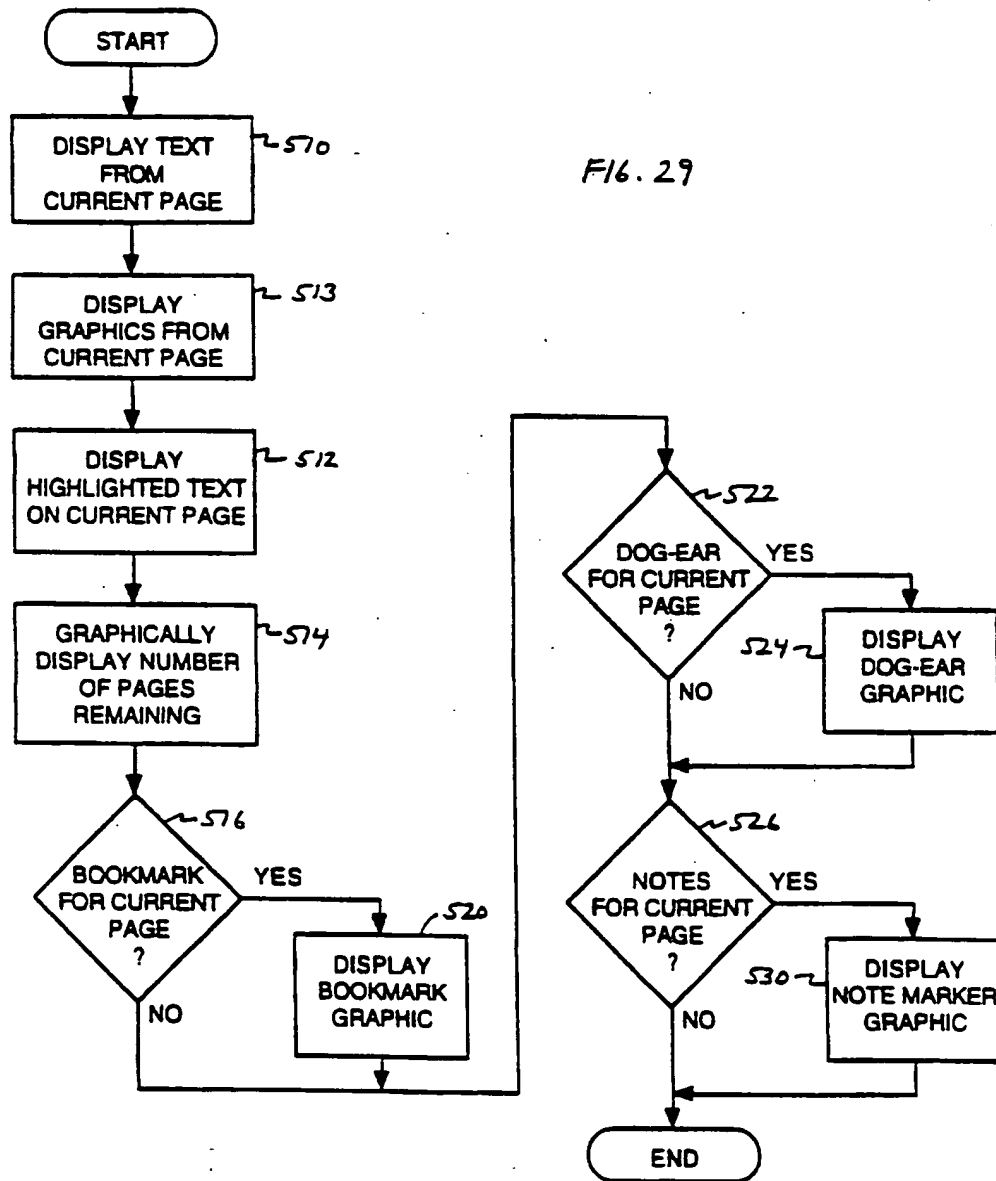 START
DISPLAY TEXT
FROM
CURRENT PAGE
510
FIG. 29
DISPLAY
GRAPHICS FROM
CURRENT PAGE
513
DISPLAY
HIGHLIGHTED TEXT
ON CURRENT PAGE
512
GRAPHICALLY
DISPLAY NUMBER
OF PAGES
REMAINING
514
BOOKMARK
FOR CURRENT
PAGE
?
516
YES
NO
DISPLAY
BOOKMARK
GRAPHIC
520
DOG-EAR
FOR CURRENT
PAGE
?
522
YES
NO
DISPLAY
DOG-EAR
GRAPHIC
524
NOTES
FOR CURRENT
PAGE
?
526
YES
NO
DISPLAY
NOTE MARKER
GRAPHIC
530
END